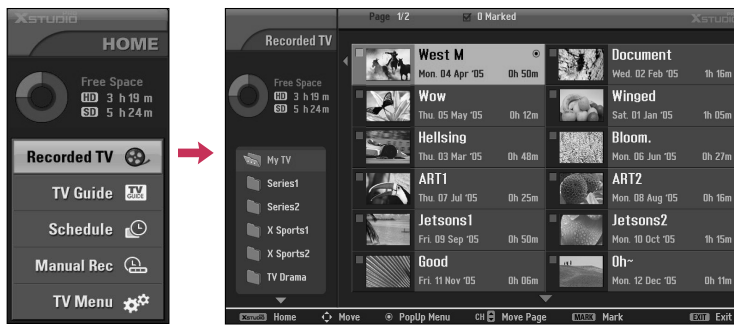 XSTUDIO
HOME
Free Space
HD 3 h 19 m
SD 5 h 24 m
Recorded TV
TV Guide TV GUIDE
Schedule
Manual Rec
TV Menu
Page 1/2 0 Marked XSTUDIO
Recorded TV
Free Space
HD 3 h 19 m
SD 5 h 24 m
My TV
Series1
Series2
X Sports1
X Sports2
TV Drama
West M
Mon. 04 Apr '05 0h 50m
Document
Wed. 02 Feb '05 1h 16m
Wow
Thu. 05 May '05 0h 12m
Winged
Sat. 01 Jan '05 1h 05m
Hellsing
Thu. 03 Mar '05 0h 48m
Bloom.
Mon. 06 Jun '05 0h 27m
ART1
Thu. 07 Jul '05 0h 25m
ART2
Mon. 08 Aug '05 0h 16m
Jetsons1
Fri. 09 Sep '05 0h 50m
Jetsons2
Mon. 10 Oct '05 1h 15m
Good
Fri. 11 Nov '05 0h 06m
Oh~
Mon. 12 Dec '05 0h 11m
XSTUDIO Home Move PopUp Menu CH Move Page MARK Mark EXIT Exit